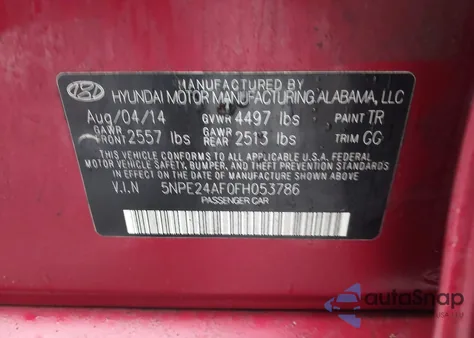 MANUFACTURED BY
HYUNDAI MOTOR MANUFACTURING ALABAMA, LLC
Aug/04/14 GVWR 4497 lbs PAINT TR
GAWR FRONT 2557 lbs GAWR REAR 2513 lbs TRIM GG
THIS VEHICLE CONFORMS TO ALL APPLICABLE U.S.A FEDERAL
MOTOR VEHICLE SAFETY, BUMPER, AND THEFT PREVENTION
STANDARDS IN EFFECT ON THE DATE OF MANUFACTURE SHOWN ABOVE.
V.I.N 5NPE24AF0FH053786
PASSENGER CAR
autoSnap